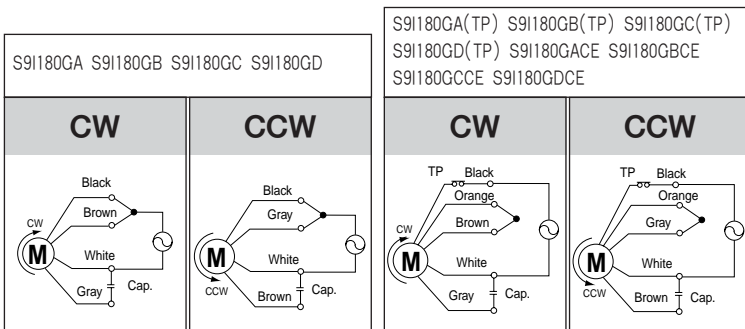 S9I180GA S9I180GB S9I180GC S9I180GD
CW
CCW
Black
Brown
CW
M
White
Gray
Cap.
Black
Gray
M
White
CCW
Brown
Cap.
S9I180GA(TP) S9I180GB(TP) S9I180GC(TP)
S9I180GD(TP) S9I180GACE S9I180GBCE
S9I180GCCE S9I180GDCE
CW
CCW
TP
Black
Orange
CW
Brown
M
White
Gray
Cap.
TP
Black
Orange
Gray
M
White
CCW
Brown
Cap.